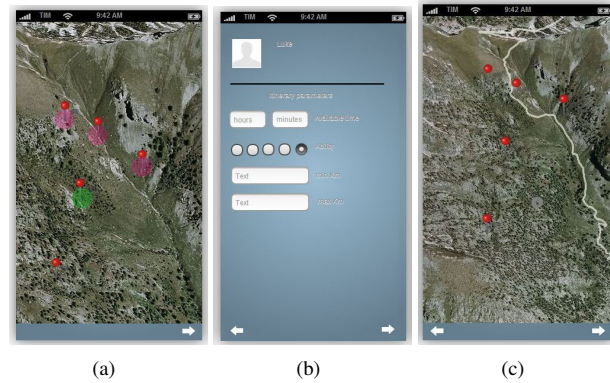 TIM 9:42 AM
TIM 9:42 AM
TIM 9:42 AM
Luke
Itinerary parameters
hours minutes Available time
Ability
Text
Text
(a) (b) (c)